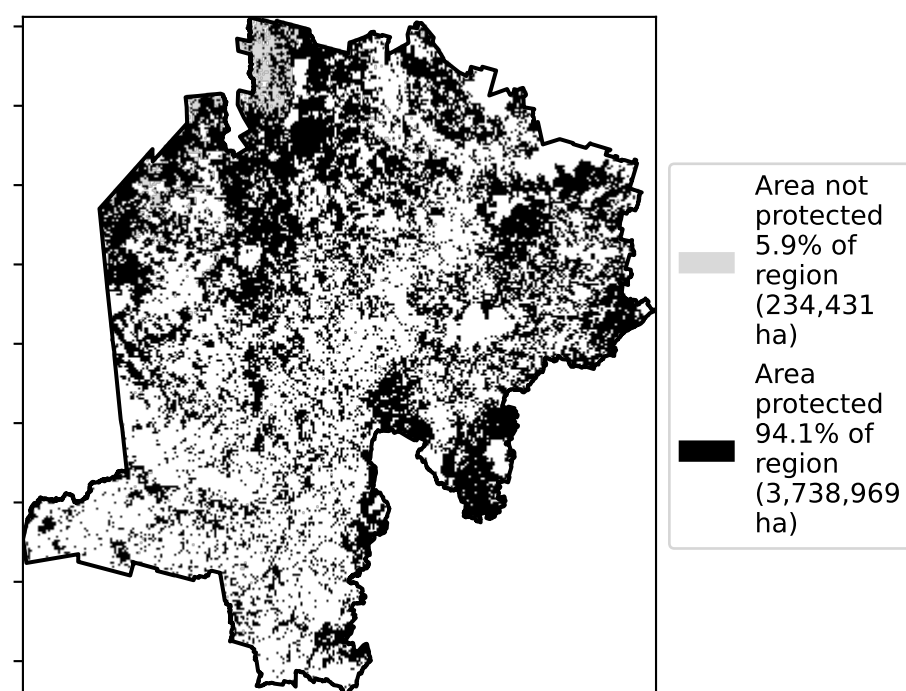 Area not
protected
5.9% of
region
(234,431
ha)
Area
protected
94.1% of
region
(3,738,969
ha)